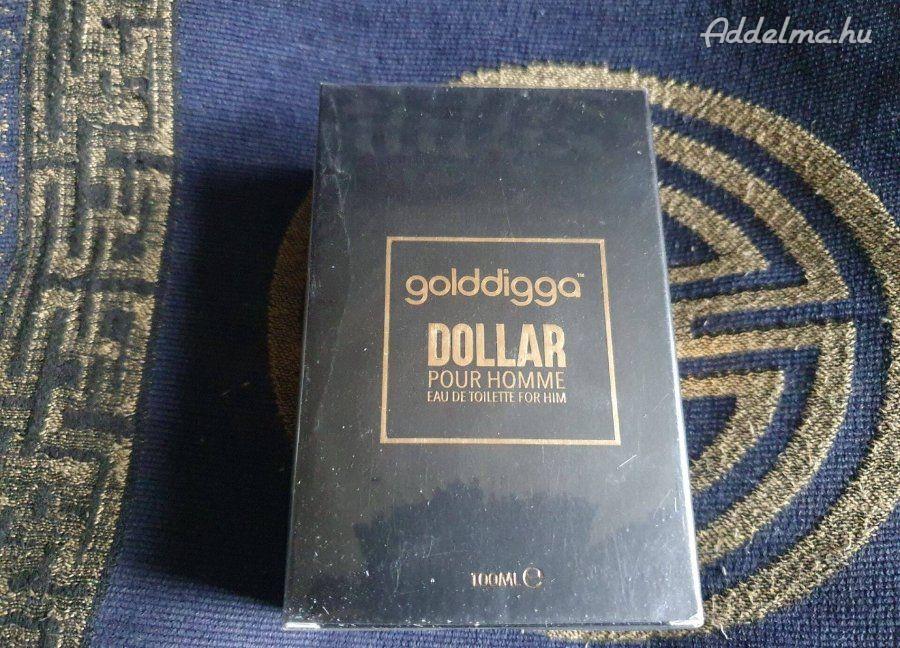 Addelma.hu
golddigga™
DOLLAR
POUR HOMME
EAU DE TOILETTE FOR HIM
100ML ℮